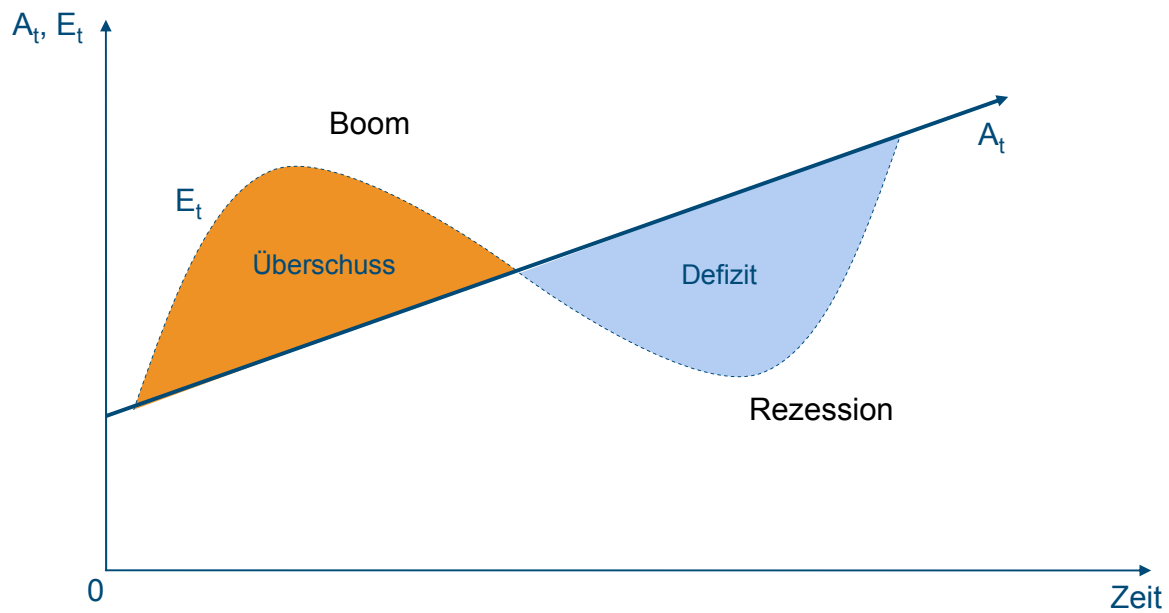 Aₜ, Eₜ
Boom
Aₜ
Eₜ
Überschuss
Defizit
Rezession
0
Zeit